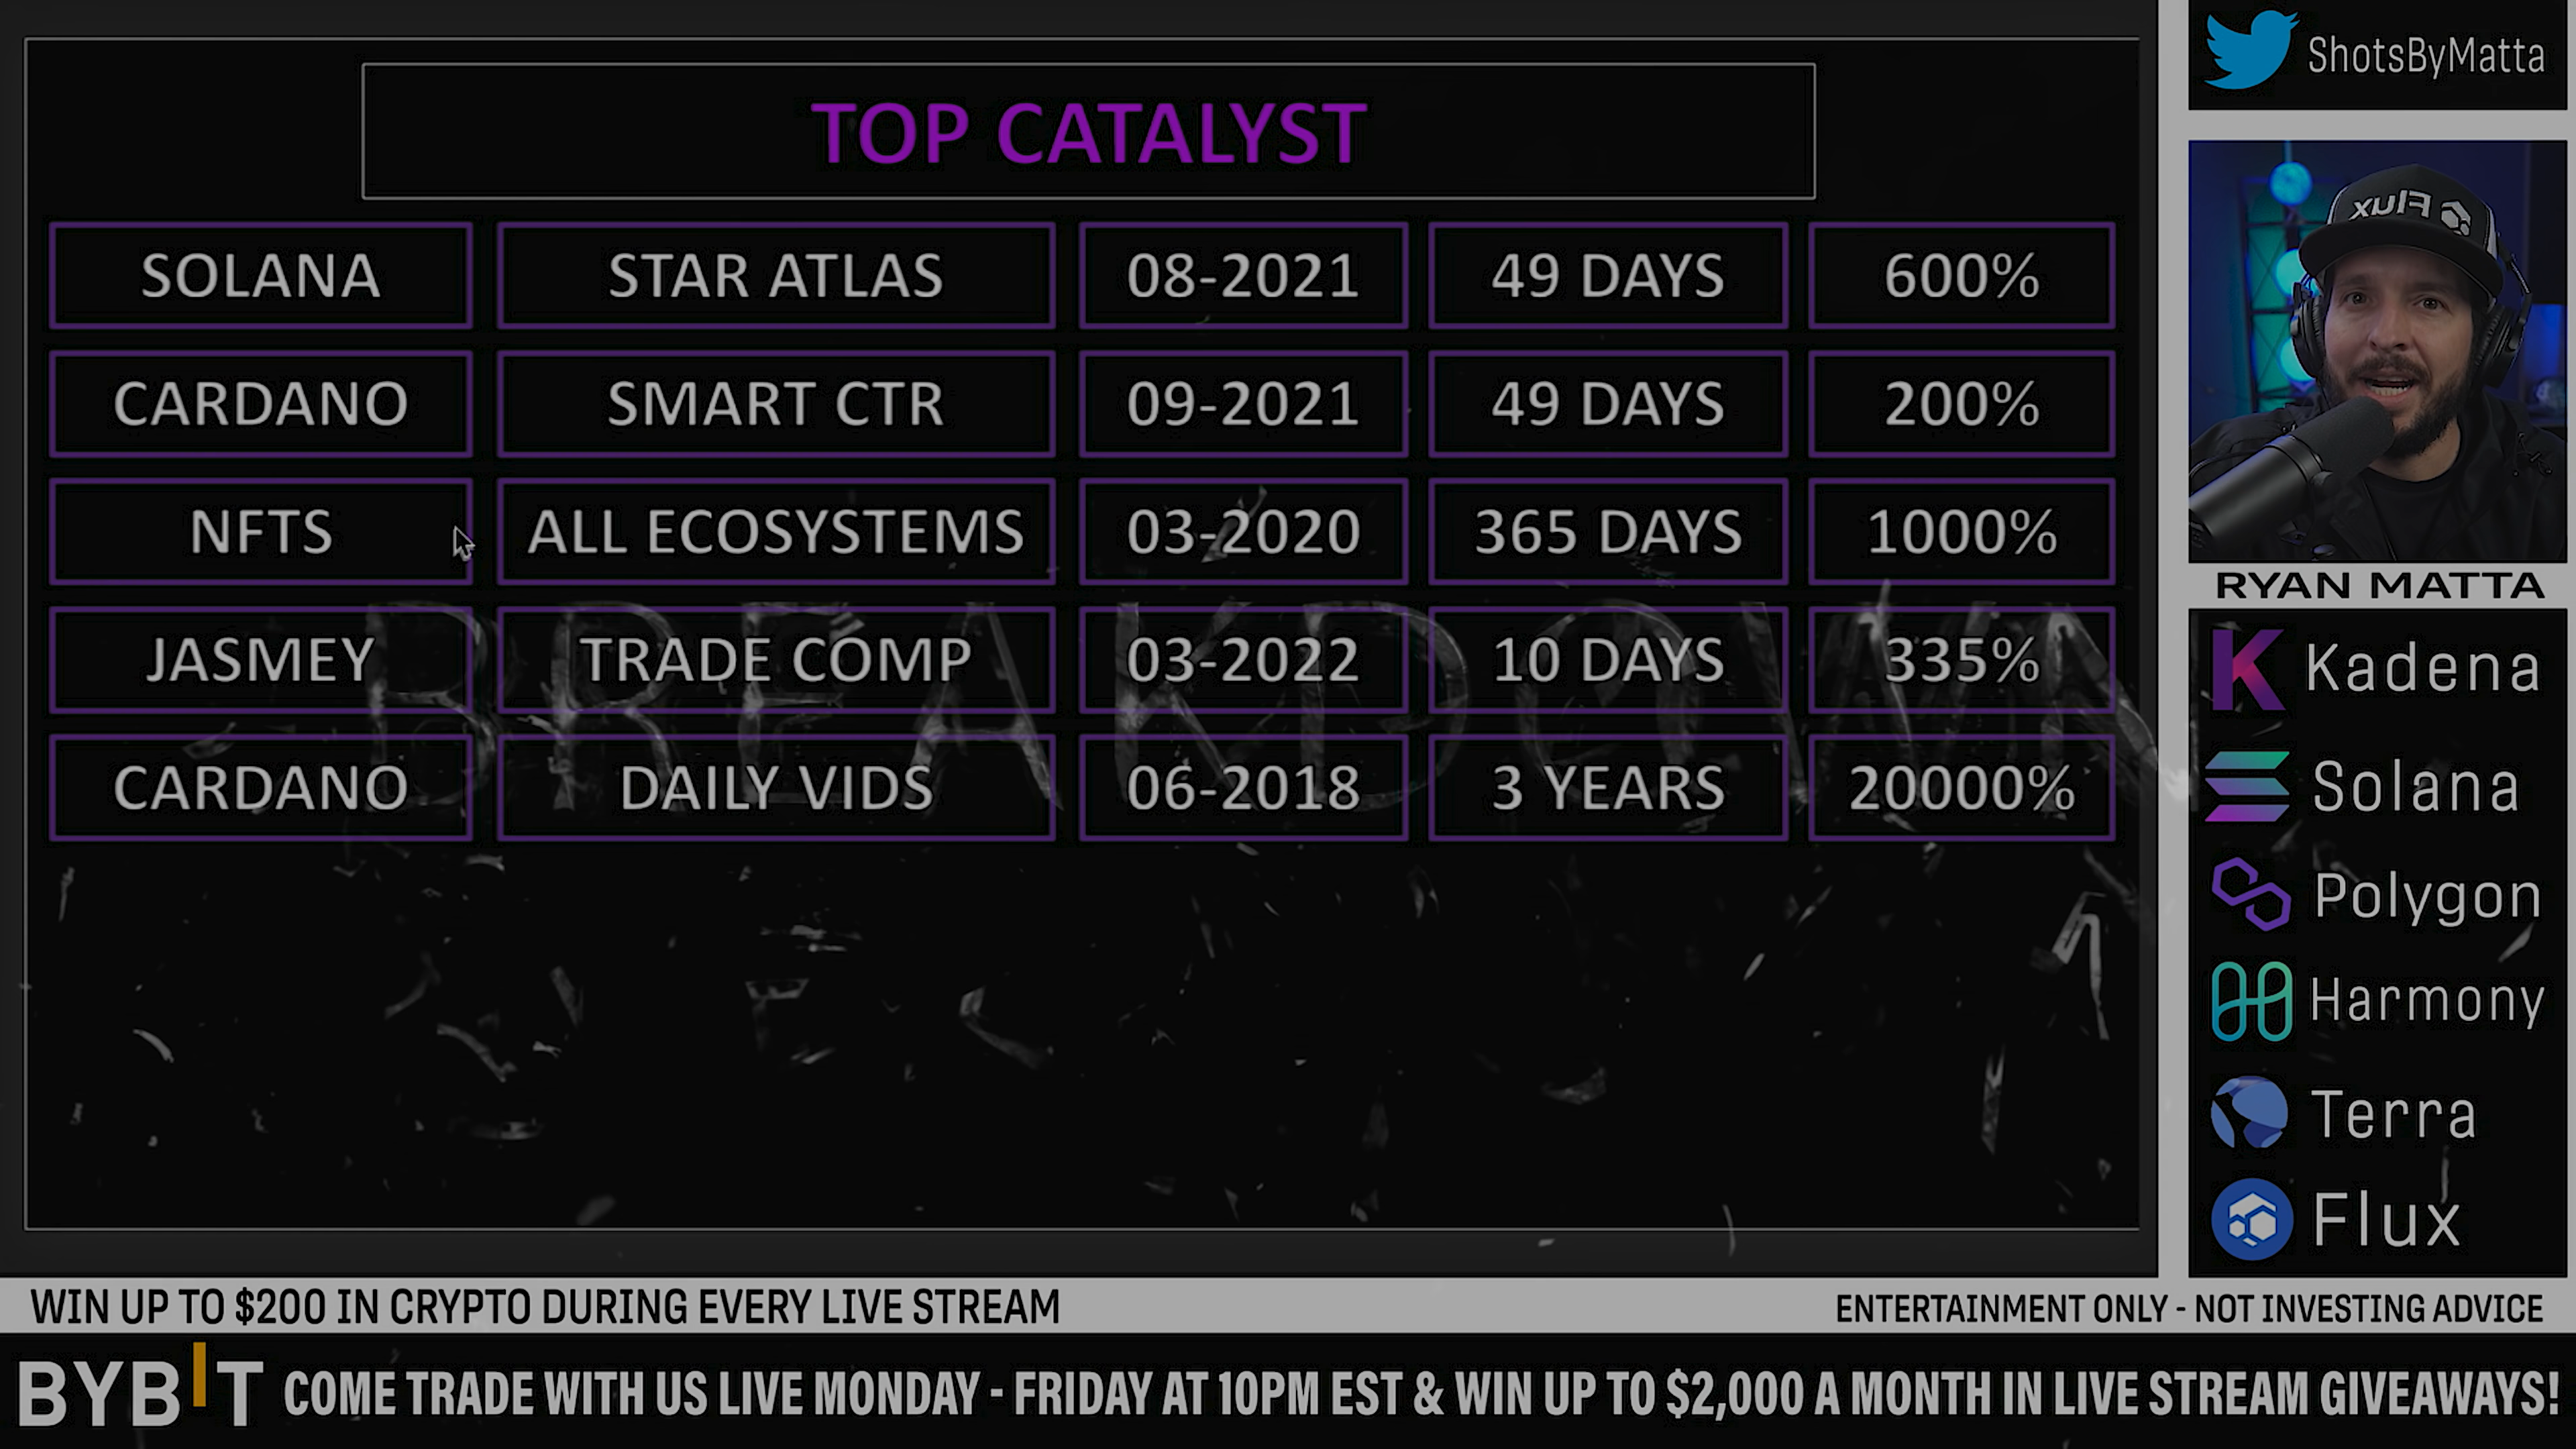 TOP CATALYST
SOLANA STAR ATLAS 08-2021 49 DAYS 600%
CARDANO SMART CTR 09-2021 49 DAYS 200%
NFTS ALL ECOSYSTEMS 03-2020 365 DAYS 1000%
JASMEY TRADE COMP 03-2022 10 DAYS 335%
CARDANO DAILY VIDS 06-2018 3 YEARS 20000%
BREAKDOWN
ShotsByMatta
Flux
RYAN MATTA
Kadena
Solana
Polygon
Harmony
Terra
Flux
WIN UP TO $200 IN CRYPTO DURING EVERY LIVE STREAM
ENTERTAINMENT ONLY - NOT INVESTING ADVICE
BYBIT COME TRADE WITH US LIVE MONDAY - FRIDAY AT 10PM EST & WIN UP TO $2,000 A MONTH IN LIVE STREAM GIVEAWAYS!